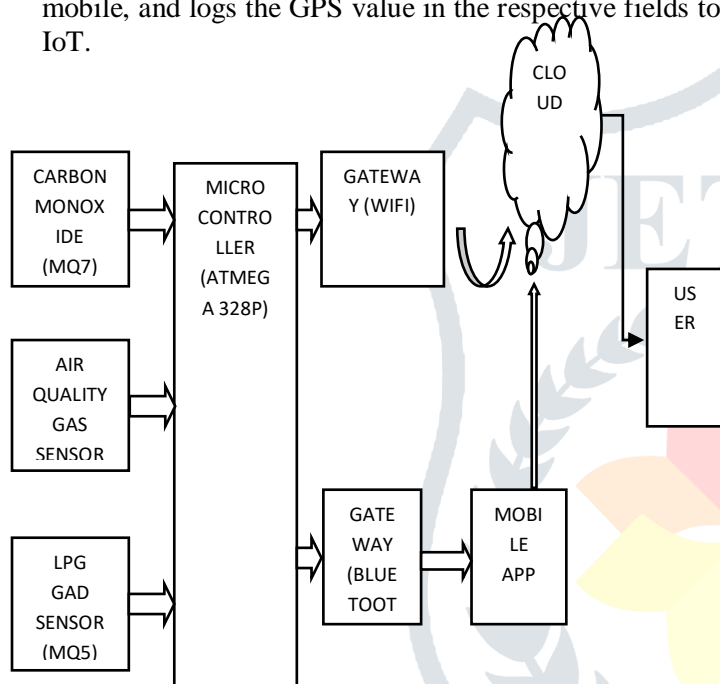 mobile, and logs the GPS value in the respective fields to
IoT.
CLO
UD
CARBON
MONOX
IDE
(MQ7)
MICRO
CONTRO
LLER
(ATMEG
A 328P)
GATEWA
Y (WIFI)
US
ER
AIR
QUALITY
GAS
SENSOR
GATE
WAY
(BLUE
TOOT
MOBI
LE
APP
LPG
GAD
SENSOR
(MQ5)
JET